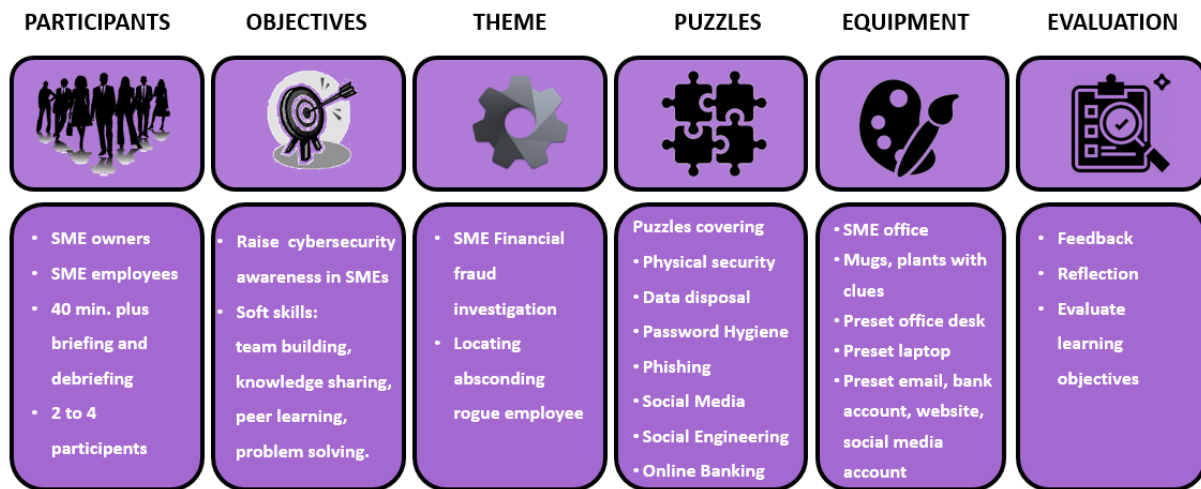 PARTICIPANTS
OBJECTIVES
THEME
PUZZLES
EQUIPMENT
EVALUATION
• SME owners
• SME employees
• 40 min. plus
briefing and
debriefing
• 2 to 4
participants
• Raise cybersecurity
awareness in SMEs
• Soft skills:
team building,
knowledge sharing,
peer learning,
problem solving.
• SME Financial
fraud
investigation
• Locating
absconding
rogue employee
Puzzles covering
• Physical security
• Data disposal
• Password Hygiene
• Phishing
• Social Media
• Social Engineering
• Online Banking
• SME office
• Mugs, plants with
clues
• Preset office desk
• Preset laptop
• Preset email, bank
account, website,
social media
account
• Feedback
• Reflection
• Evaluate
learning
objectives